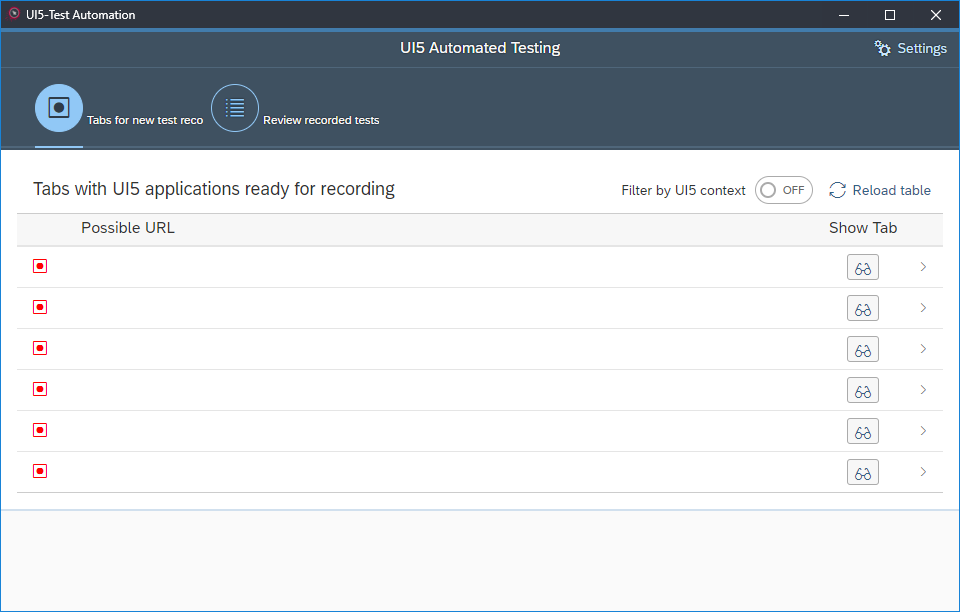 UI5-Test Automation
UI5 Automated Testing
Settings
Tabs for new test reco
Review recorded tests
Tabs with UI5 applications ready for recording
Filter by UI5 context
OFF
Reload table
Possible URL
Show Tab